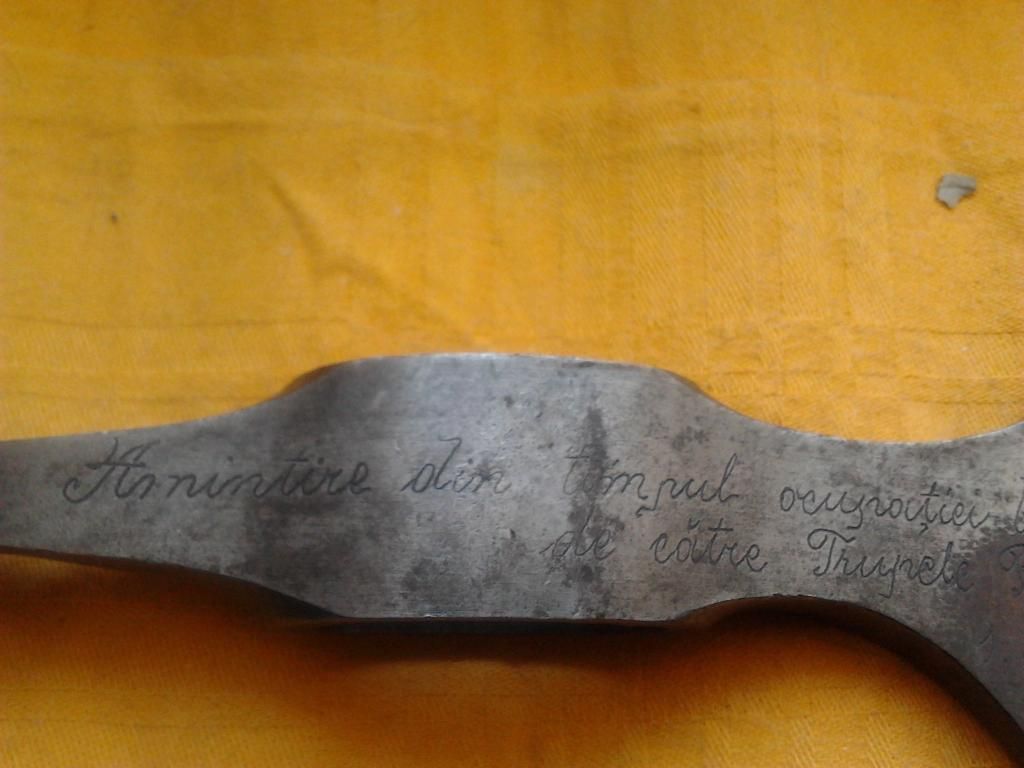 Amintire din timpul ocupației
de către Trupele